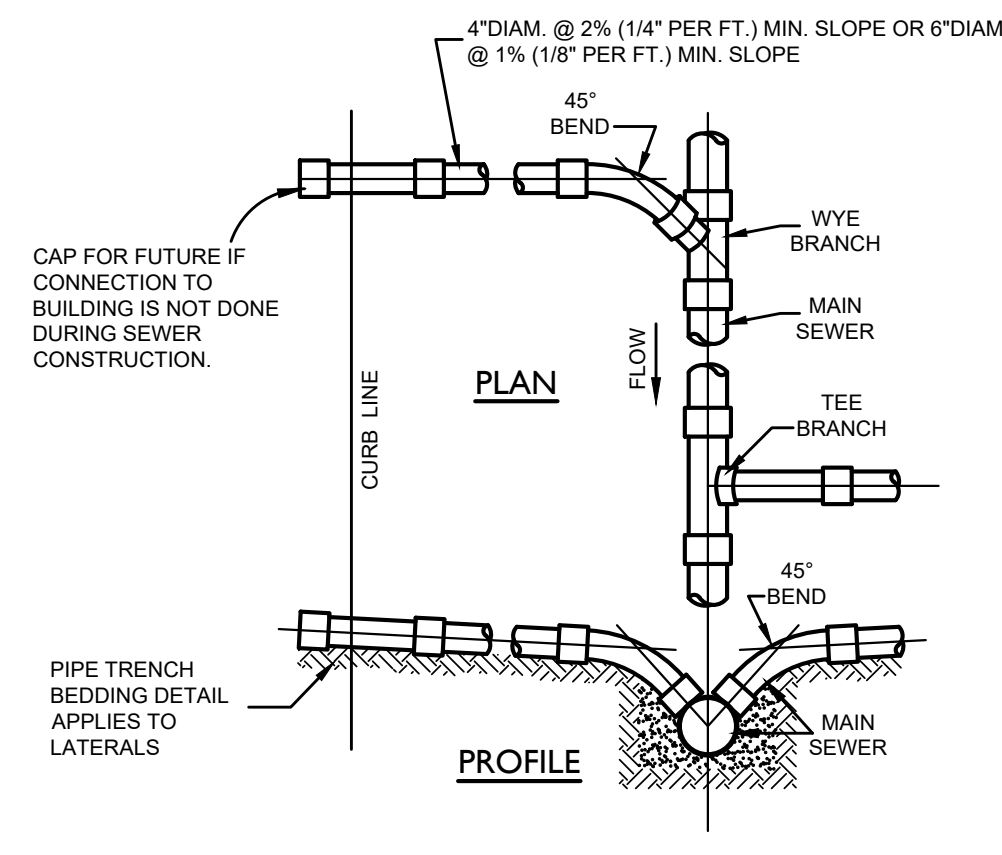 4"DIAM. @ 2% (1/4" PER FT.) MIN. SLOPE OR 6"DIAM
@ 1% (1/8" PER FT.) MIN. SLOPE
45°
BEND
WYE
BRANCH
CAP FOR FUTURE IF
CONNECTION TO
BUILDING IS NOT DONE
DURING SEWER
CONSTRUCTION.
MAIN
SEWER
FLOW
PLAN
CURB LINE
TEE
BRANCH
45°
BEND
PIPE TRENCH
BEDDING DETAIL
APPLIES TO
LATERALS
MAIN
SEWER
PROFILE